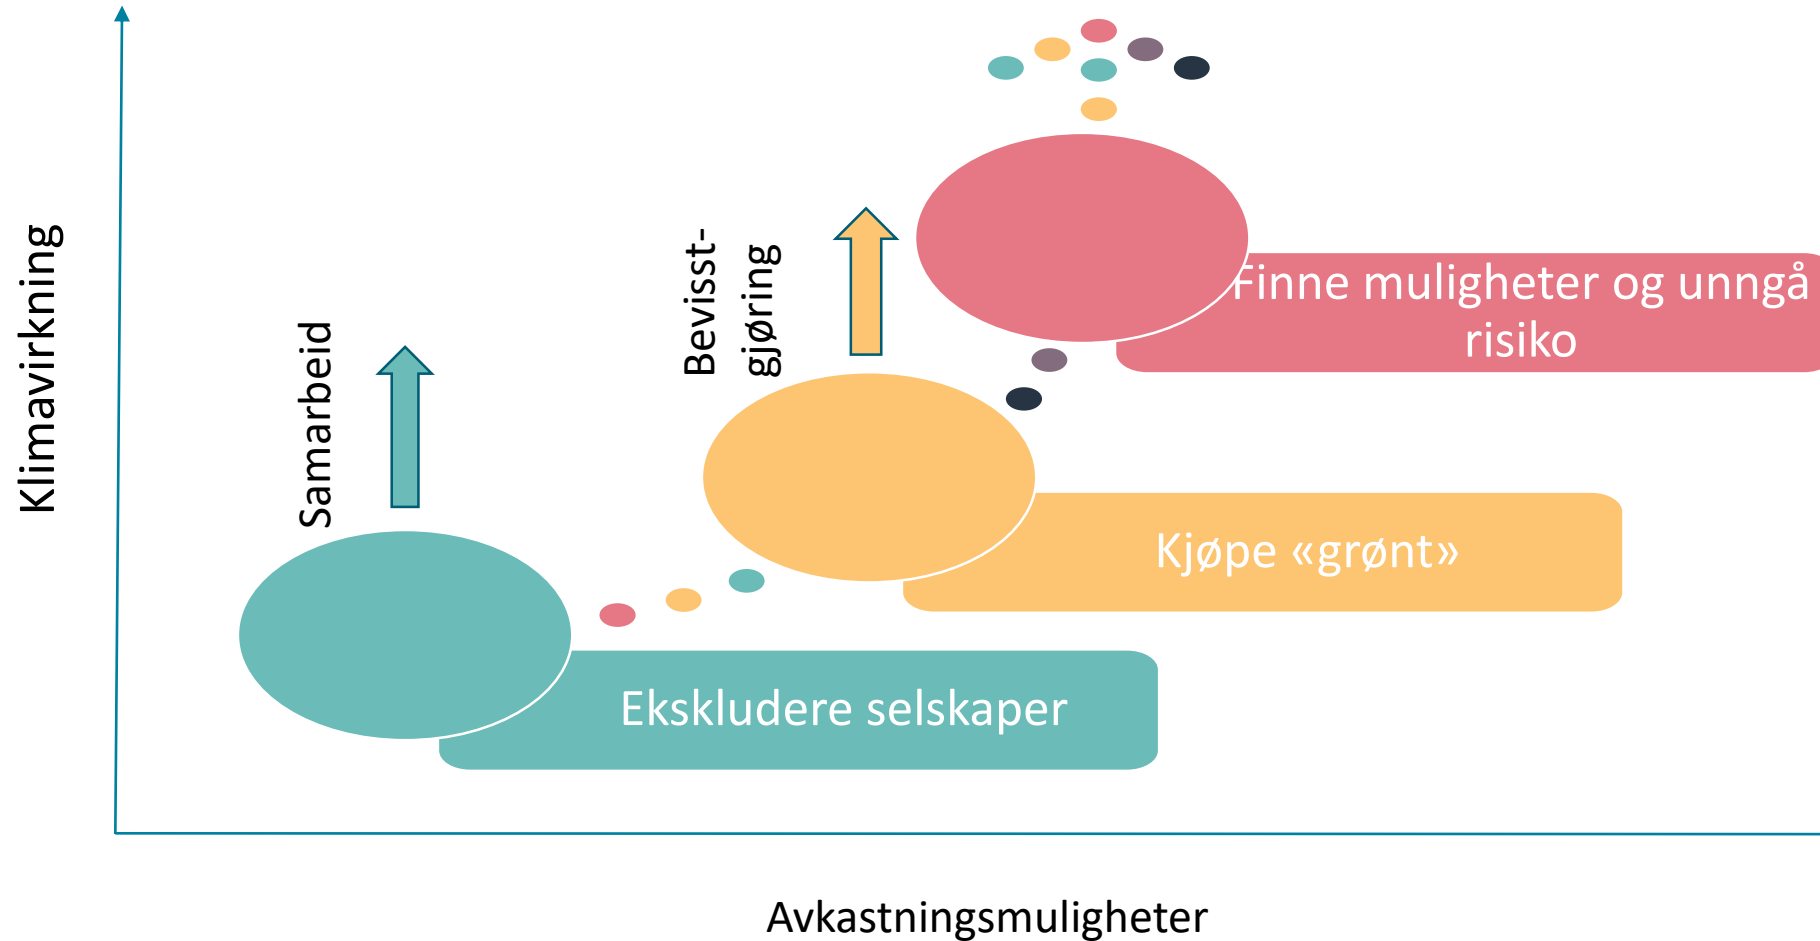 Klimavirkning
Samarbeid
Bevisst-
gjøring
Finne muligheter og unngå
risiko
Kjøpe «grønt»
Ekskludere selskaper
Avkastningsmuligheter